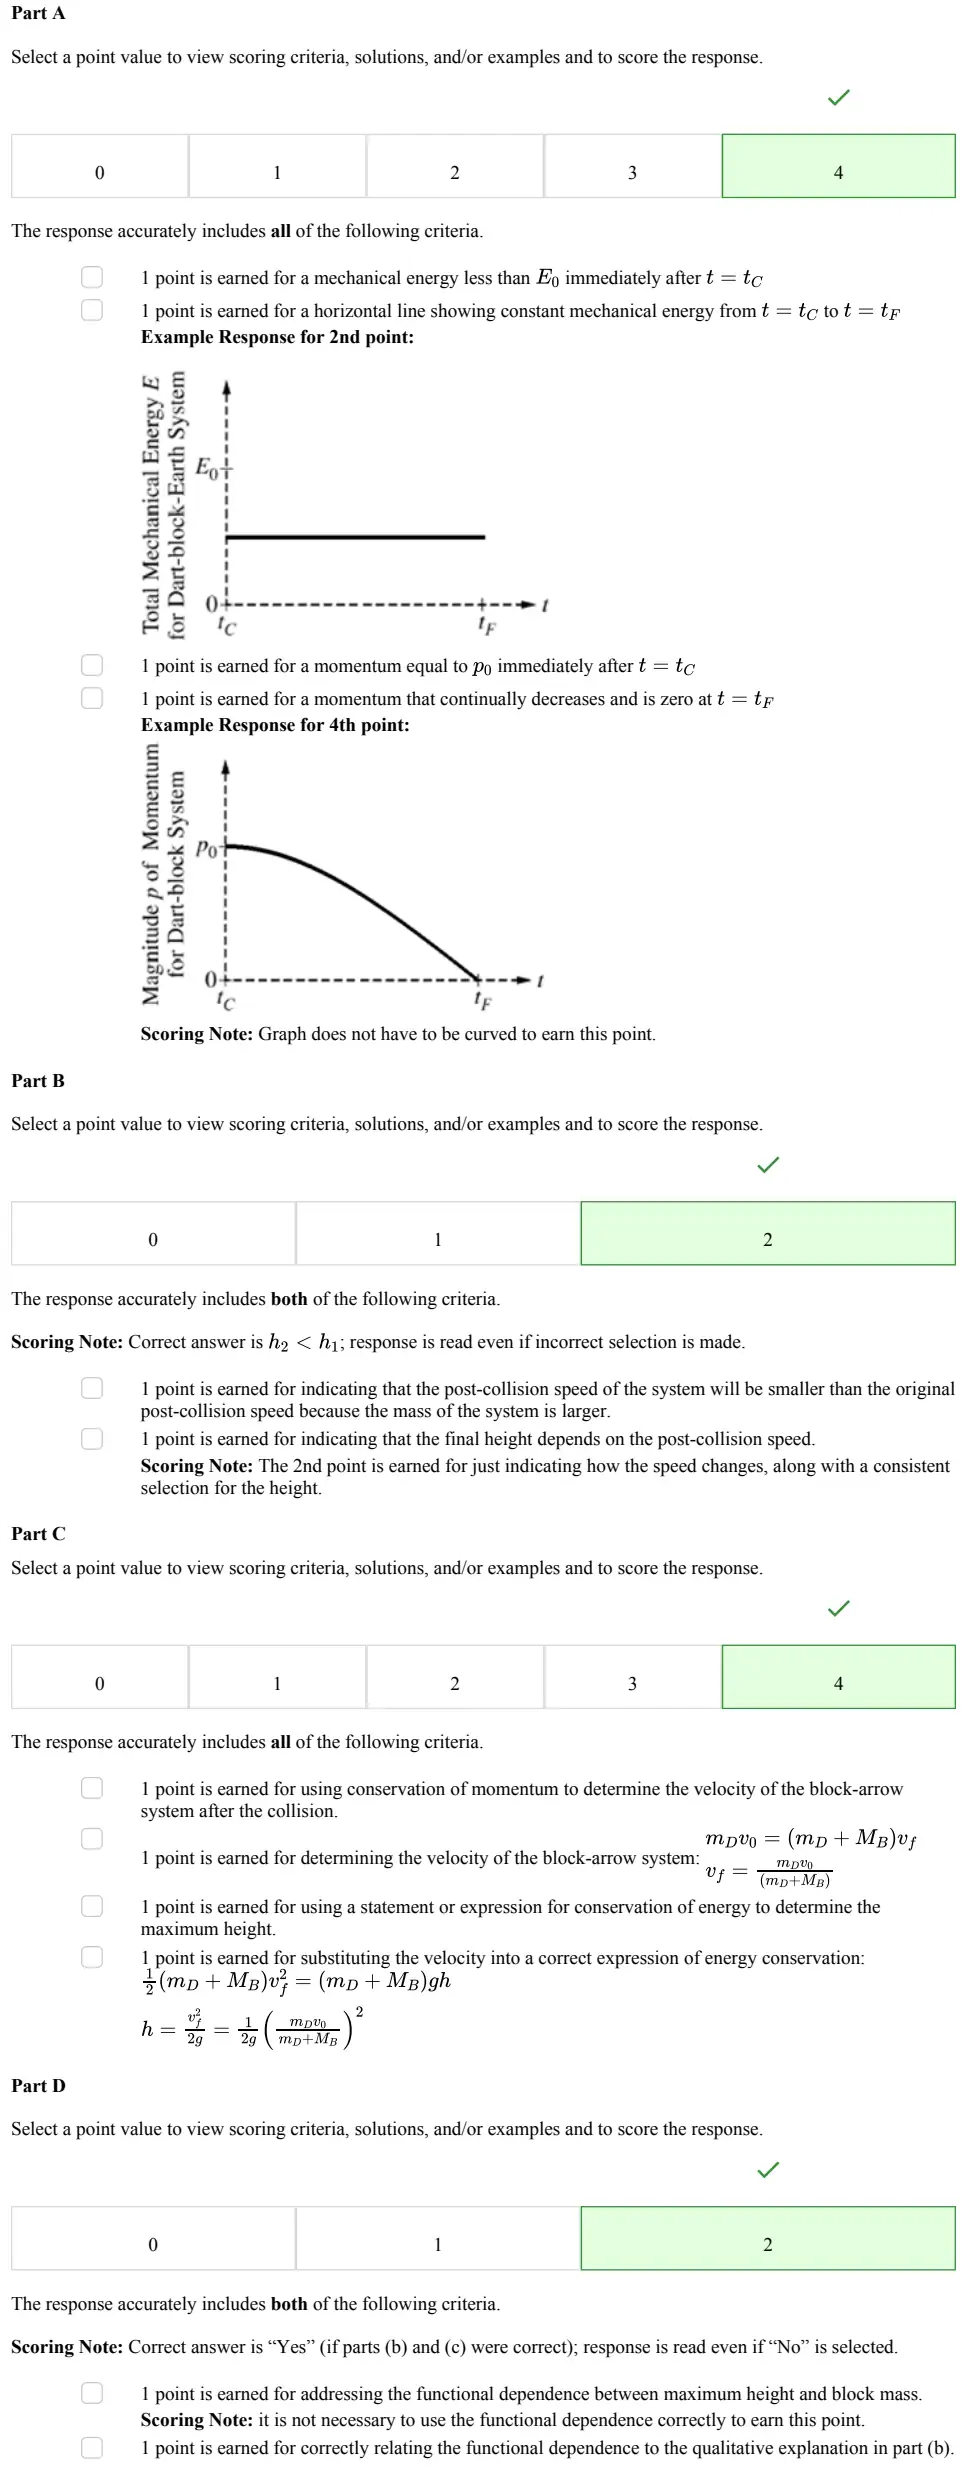 Part A
Select a point value to view scoring criteria, solutions, and/or examples and to score the response.
0 1 2 3 4
The response accurately includes all of the following criteria.
1 point is earned for a mechanical energy less than E₀ immediately after t = t_C
1 point is earned for a horizontal line showing constant mechanical energy from t = t_C to t = t_F
Example Response for 2nd point:
Total Mechanical Energy E
for Dart-block-Earth System
E₀
0
t
t_C
t_F
1 point is earned for a momentum equal to p₀ immediately after t = t_C
1 point is earned for a momentum that continually decreases and is zero at t = t_F
Example Response for 4th point:
Magnitude p of Momentum
for Dart-block System
p₀
0
t
t_C
t_F
Scoring Note: Graph does not have to be curved to earn this point.
Part B
Select a point value to view scoring criteria, solutions, and/or examples and to score the response.
0 1 2
The response accurately includes both of the following criteria.
Scoring Note: Correct answer is h₂ < h₁; response is read even if incorrect selection is made.
1 point is earned for indicating that the post-collision speed of the system will be smaller than the original
post-collision speed because the mass of the system is larger.
1 point is earned for indicating that the final height depends on the post-collision speed.
Scoring Note: The 2nd point is earned for just indicating how the speed changes, along with a consistent
selection for the height.
Part C
Select a point value to view scoring criteria, solutions, and/or examples and to score the response.
0 1 2 3 4
The response accurately includes all of the following criteria.
1 point is earned for using conservation of momentum to determine the velocity of the block-arrow
system after the collision.
1 point is earned for determining the velocity of the block-arrow system:
m_D v₀ = (m_D + M_B)v_f
v_f = m_D v₀ / (m_D+M_B)
1 point is earned for using a statement or expression for conservation of energy to determine the
maximum height.
1 point is earned for substituting the velocity into a correct expression of energy conservation:
½(m_D + M_B)v_f² = (m_D + M_B)gh
h = v_f²/2g = 1/2g (m_D v₀ / m_D+M_B)²
Part D
Select a point value to view scoring criteria, solutions, and/or examples and to score the response.
0 1 2
The response accurately includes both of the following criteria.
Scoring Note: Correct answer is “Yes” (if parts (b) and (c) were correct); response is read even if “No” is selected.
1 point is earned for addressing the functional dependence between maximum height and block mass.
Scoring Note: it is not necessary to use the functional dependence correctly to earn this point.
1 point is earned for correctly relating the functional dependence to the qualitative explanation in part (b).